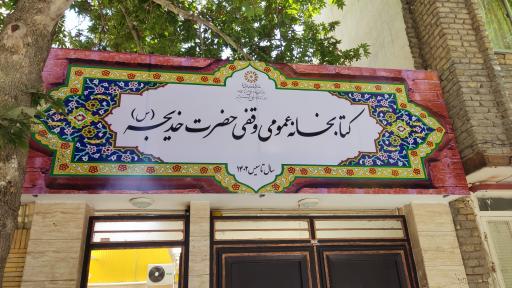 کتابخانه عمومی وقفی حضرت خدیجه (س)
سال تاسیس ۱۴۰۲